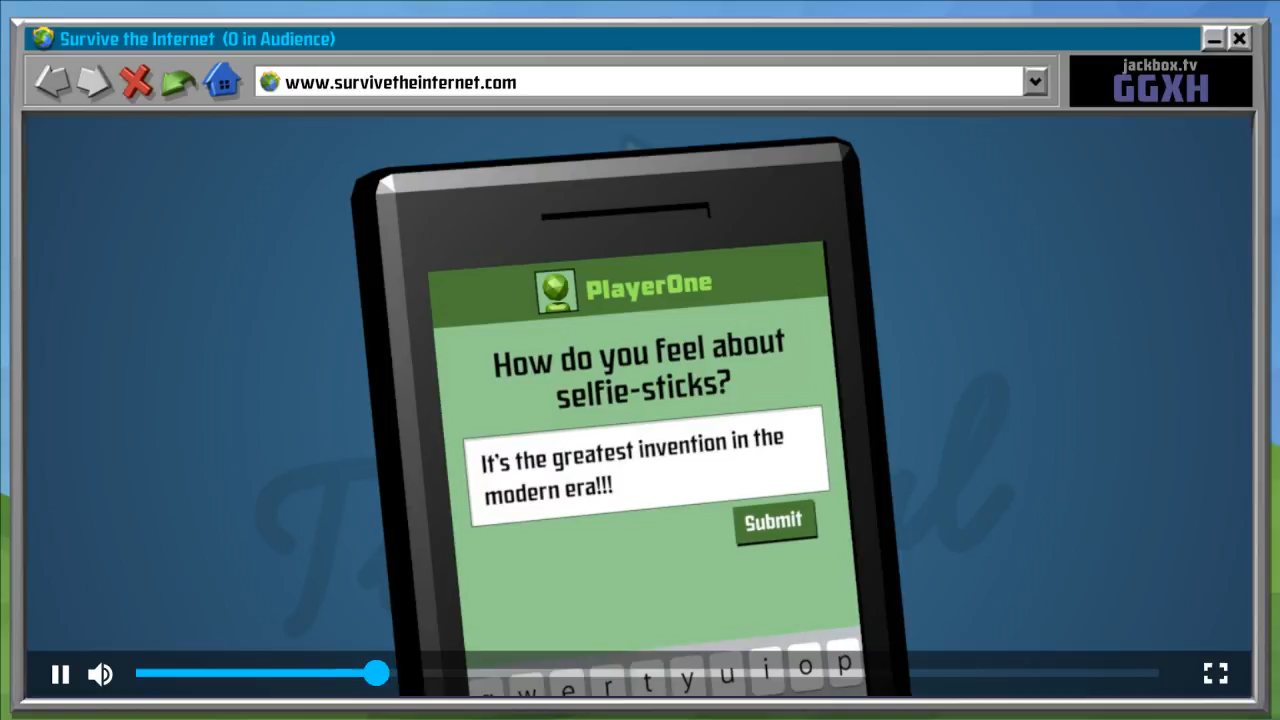 Survive the Internet (0 in Audience)
www.survivetheinternet.com
jackbox.tv
GGXH
PlayerOne
How do you feel about
selfie-sticks?
It's the greatest invention in the
modern era!!!
Submit
w e r t y u i o p